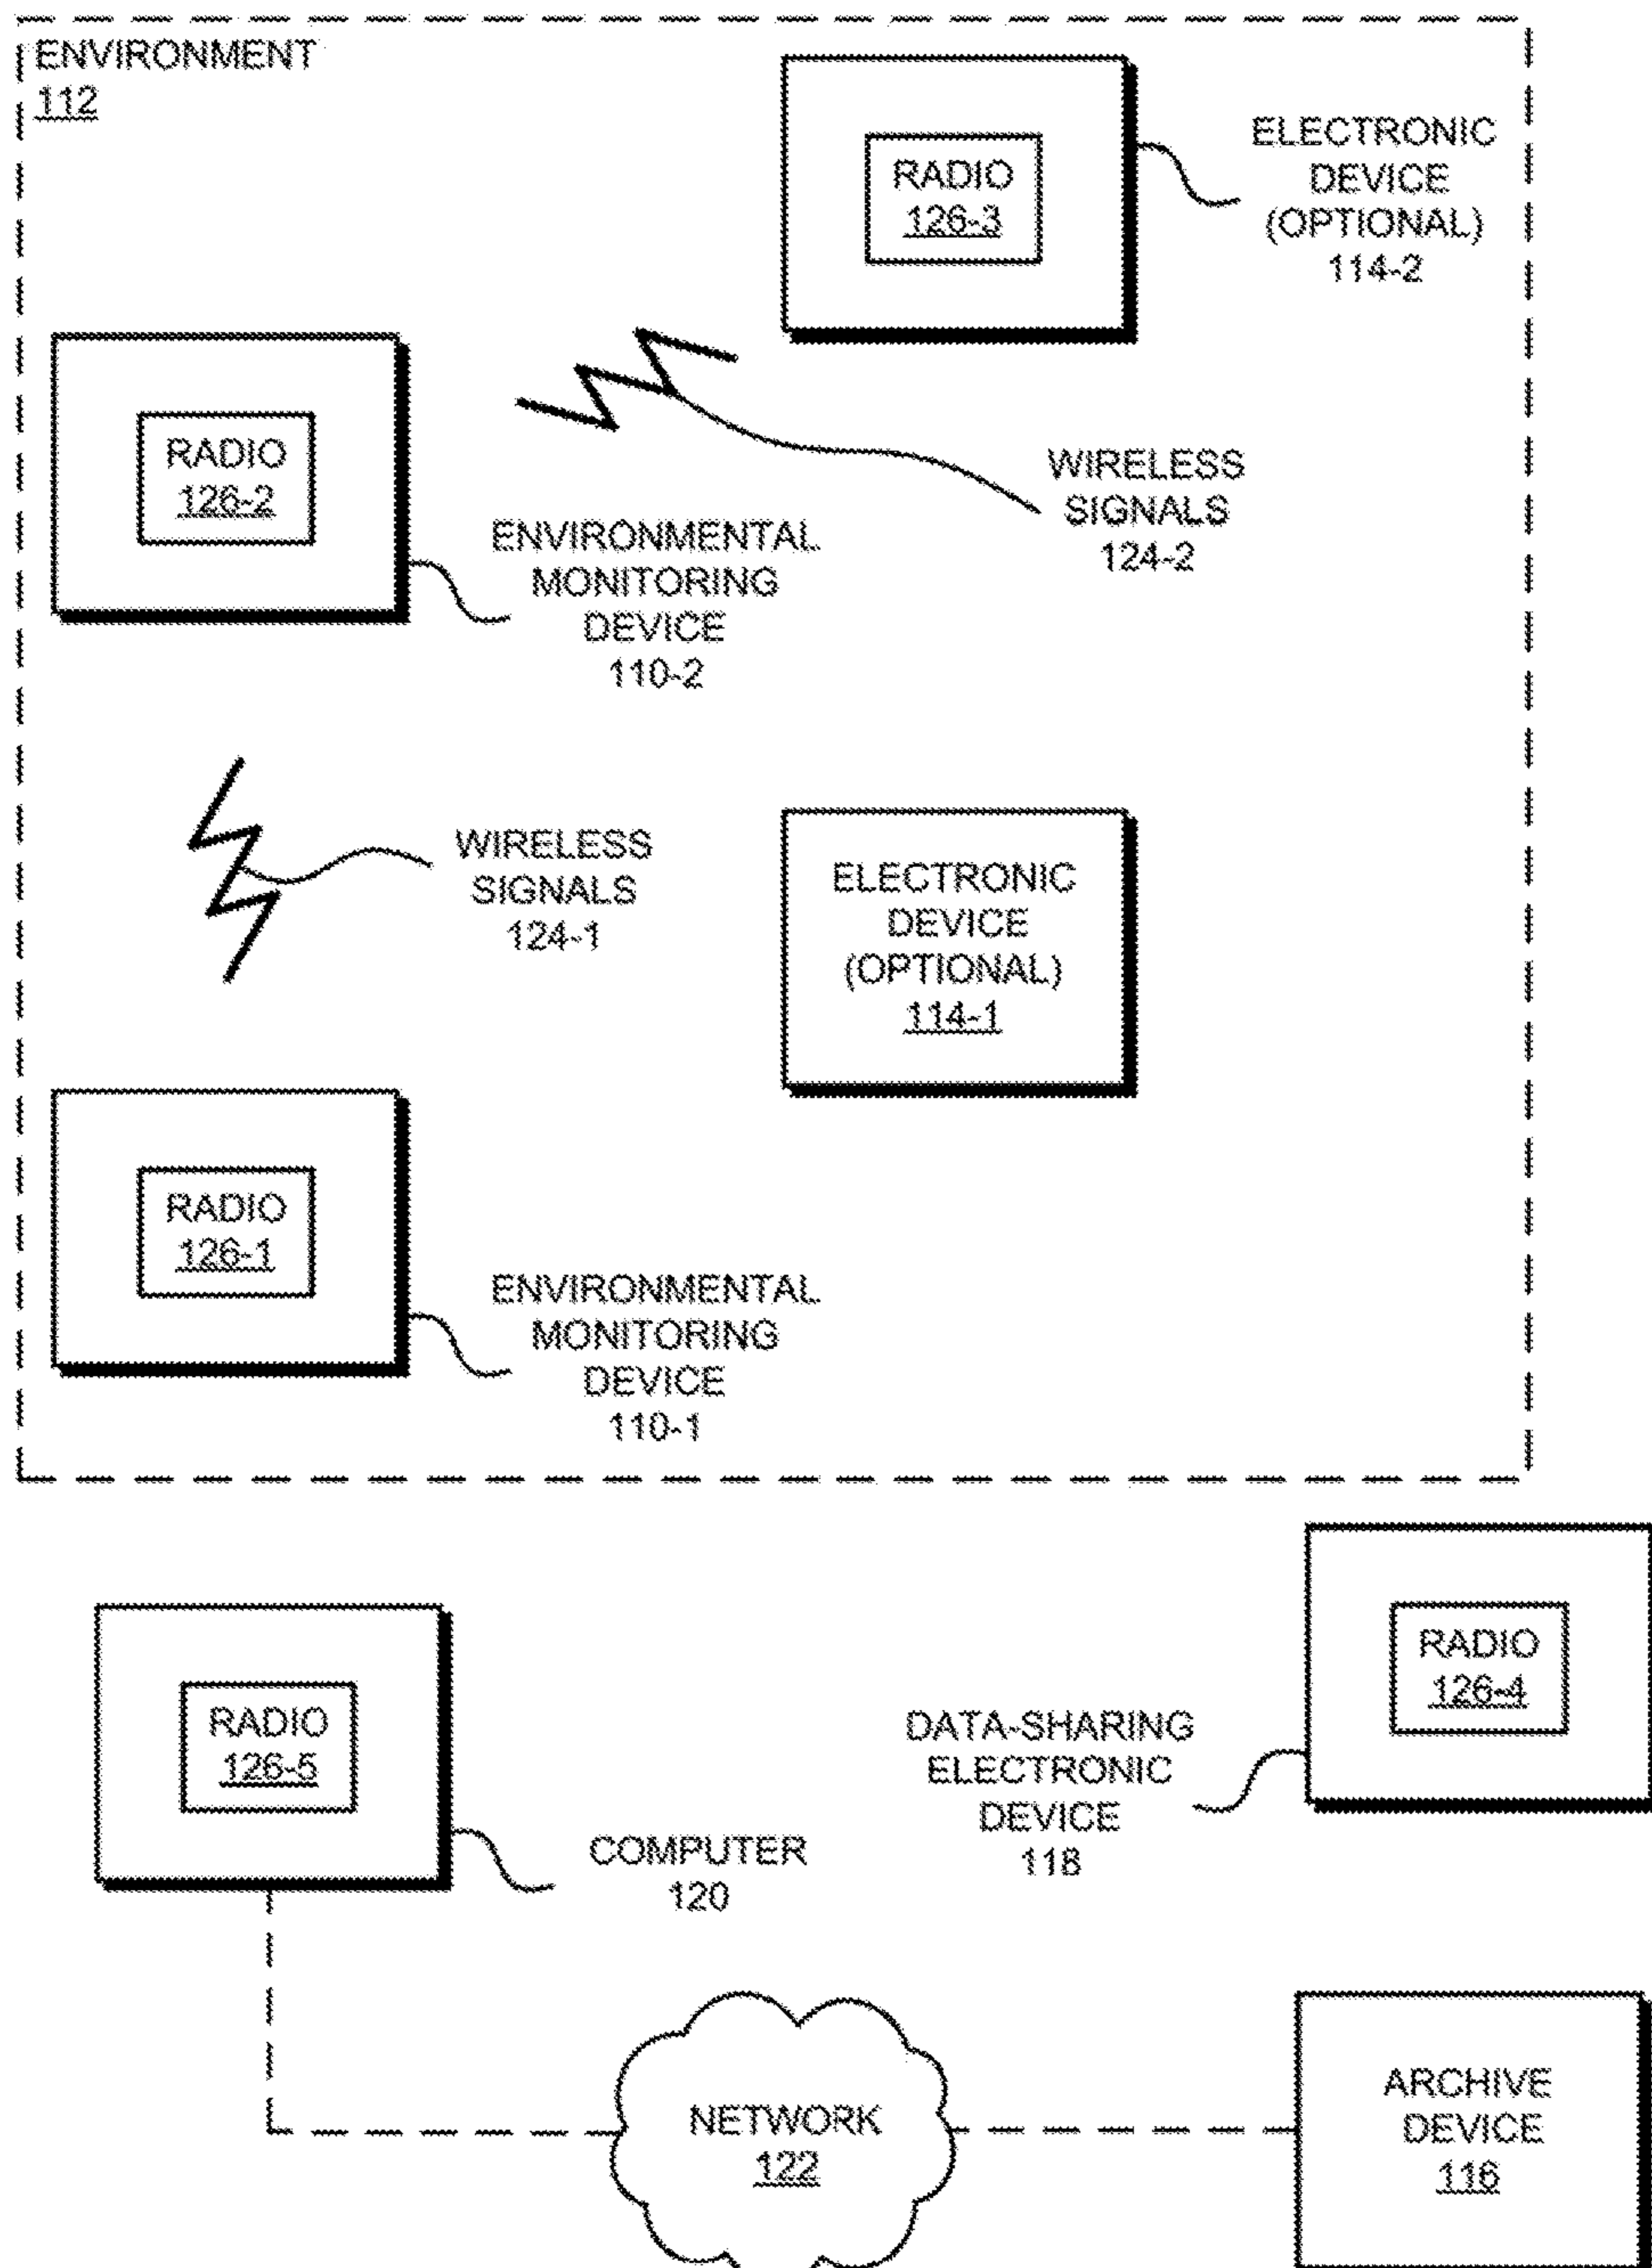 ENVIRONMENT
112
RADIO
126-3
ELECTRONIC
DEVICE
(OPTIONAL)
114-2
RADIO
126-2
ENVIRONMENTAL
MONITORING
DEVICE
110-2
WIRELESS
SIGNALS
124-2
WIRELESS
SIGNALS
124-1
ELECTRONIC
DEVICE
(OPTIONAL)
114-1
RADIO
126-1
ENVIRONMENTAL
MONITORING
DEVICE
110-1
RADIO
126-4
DATA-SHARING
ELECTRONIC
DEVICE
118
RADIO
126-5
COMPUTER
120
NETWORK
122
ARCHIVE
DEVICE
116